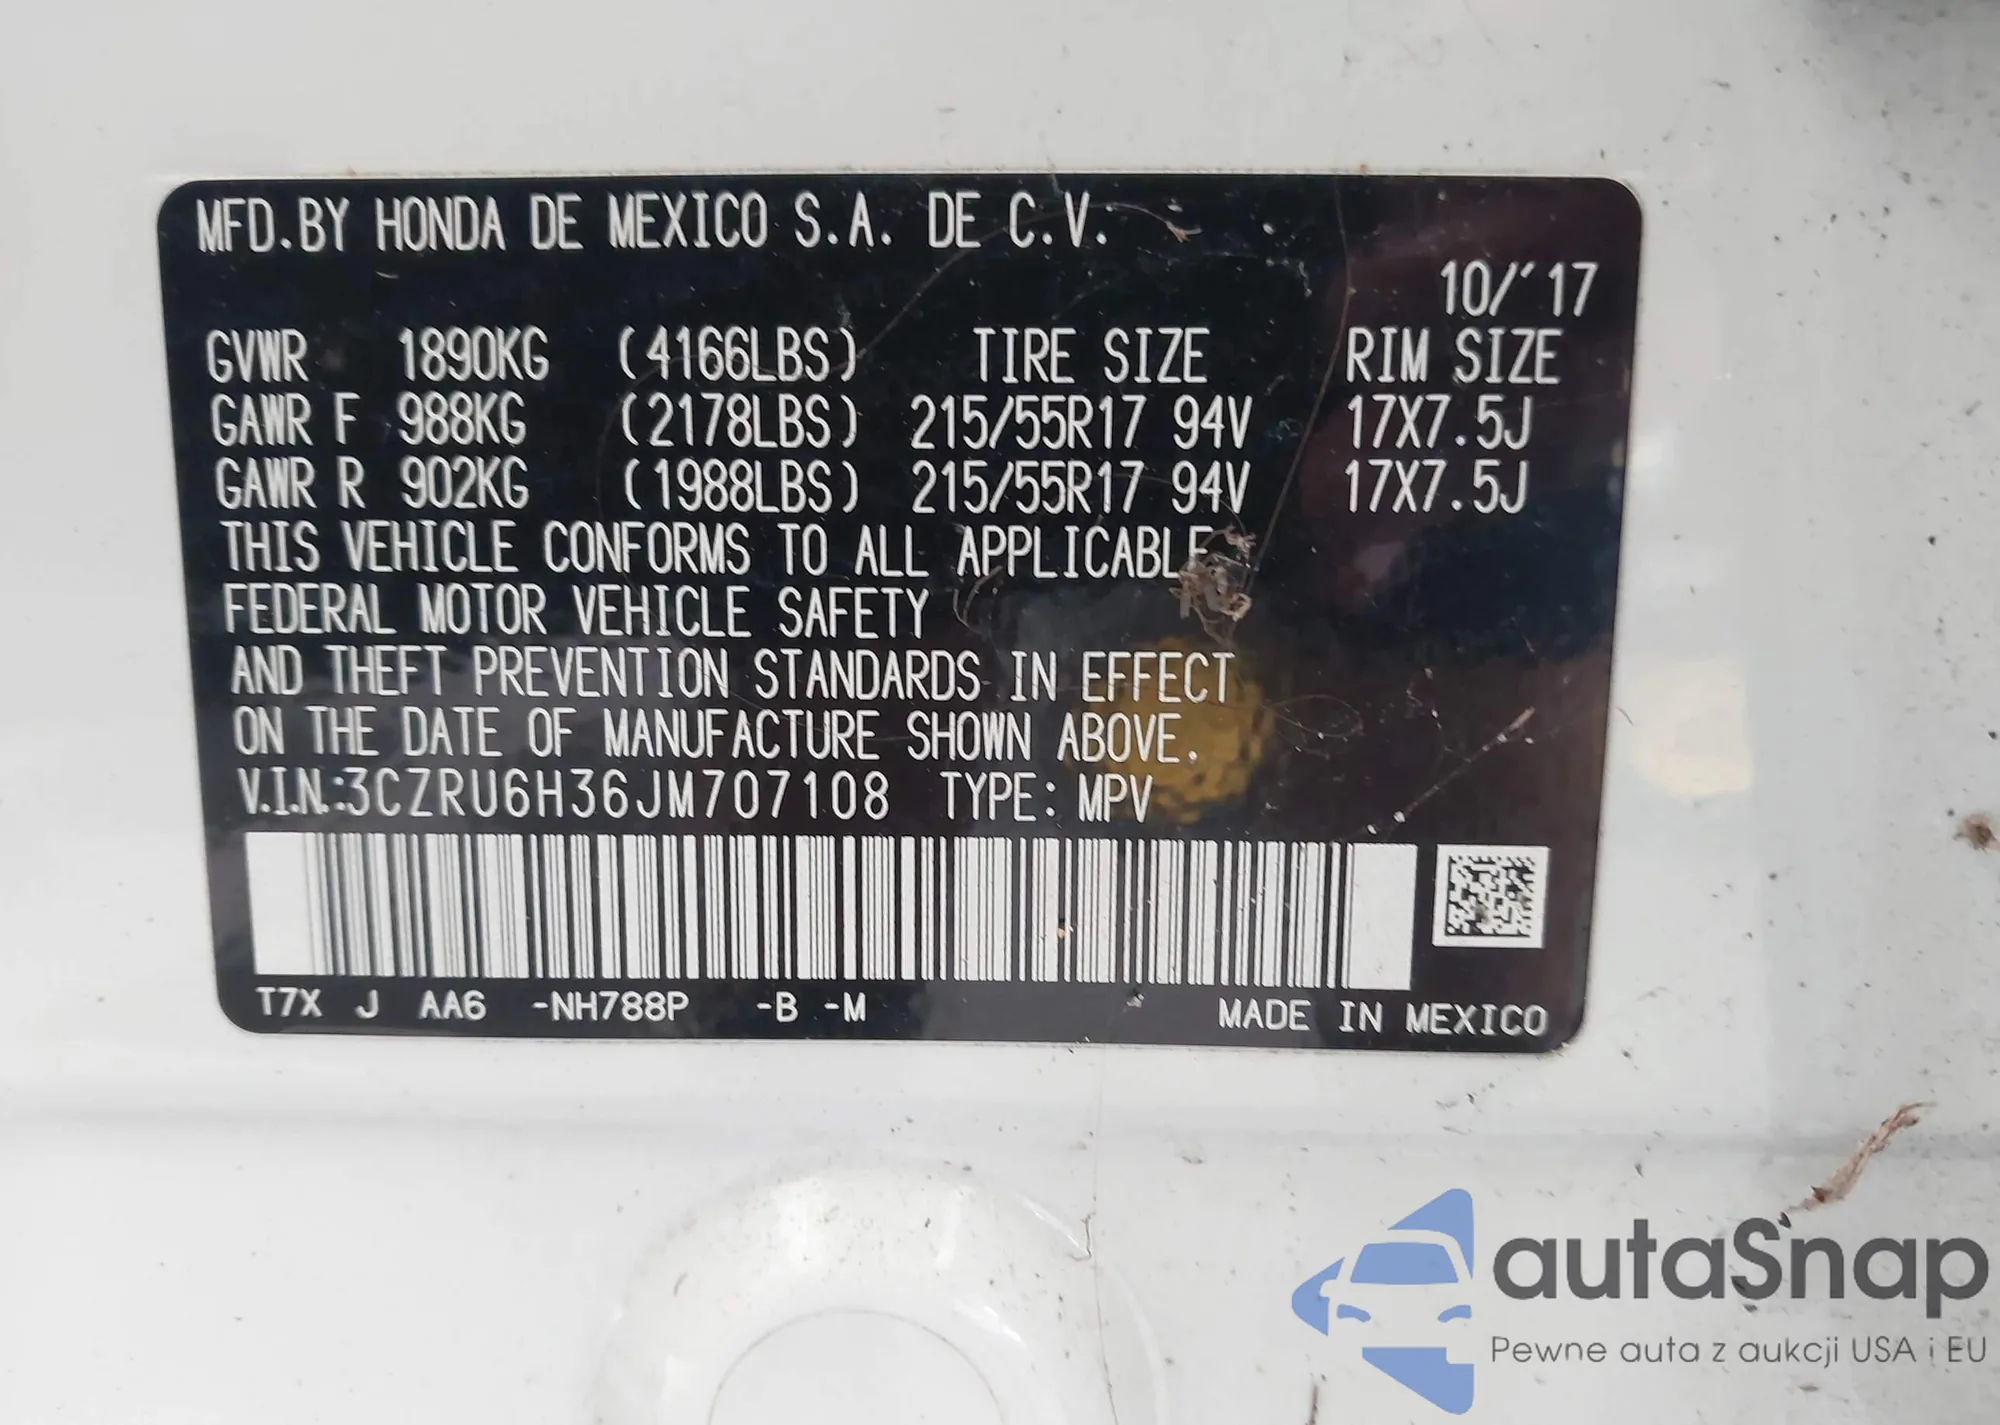 MFD.BY HONDA DE MEXICO S.A. DE C.V.
10/'17
GVWR 1890KG (4166LBS) TIRE SIZE RIM SIZE
GAWR F 988KG (2178LBS) 215/55R17 94V 17X7.5J
GAWR R 902KG (1988LBS) 215/55R17 94V 17X7.5J
THIS VEHICLE CONFORMS TO ALL APPLICABLE
FEDERAL MOTOR VEHICLE SAFETY
AND THEFT PREVENTION STANDARDS IN EFFECT
ON THE DATE OF MANUFACTURE SHOWN ABOVE.
V.I.N.:3CZRU6H36JM707108 TYPE: MPV
T7X J AA6 -NH788P -B -M MADE IN MEXICO
autaSnap
Pewne auta z aukcji USA i EU